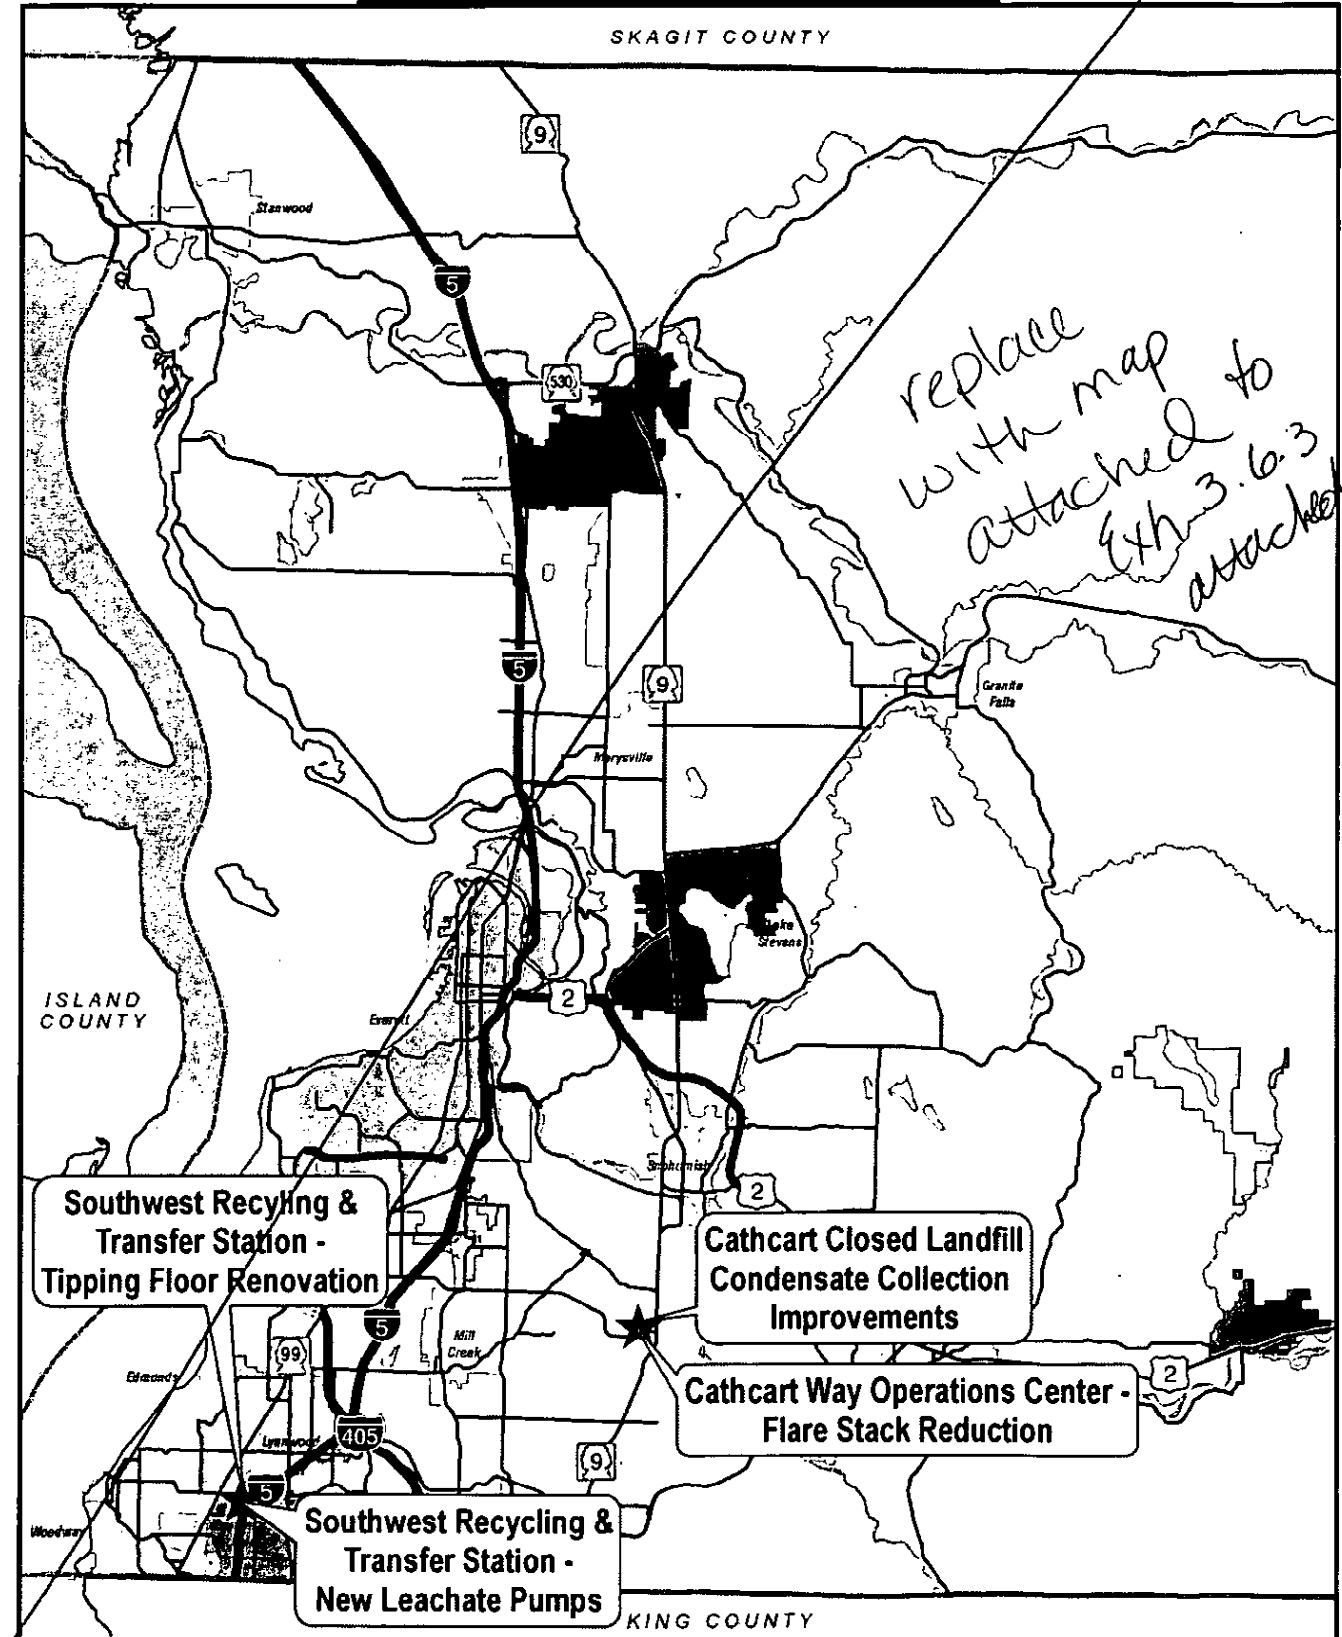 SKAGIT COUNTY
9
Stanwood
5
530
replace
with map
attached to
Exh 3.6.3
attached
5
9
Granite
Falls
Marysville
Lake
Stevens
ISLAND
COUNTY
2
Everett
Snohomish
2
Southwest Recyling &
Transfer Station -
Tipping Floor Renovation
Cathcart Closed Landfill
Condensate Collection
Improvements
5
Mill
Creek
99
Edmonds
2
Cathcart Way Operations Center -
Flare Stack Reduction
405
Lynnwood
9
5
Southwest Recycling &
Transfer Station -
New Leachate Pumps
Woodway
KING COUNTY